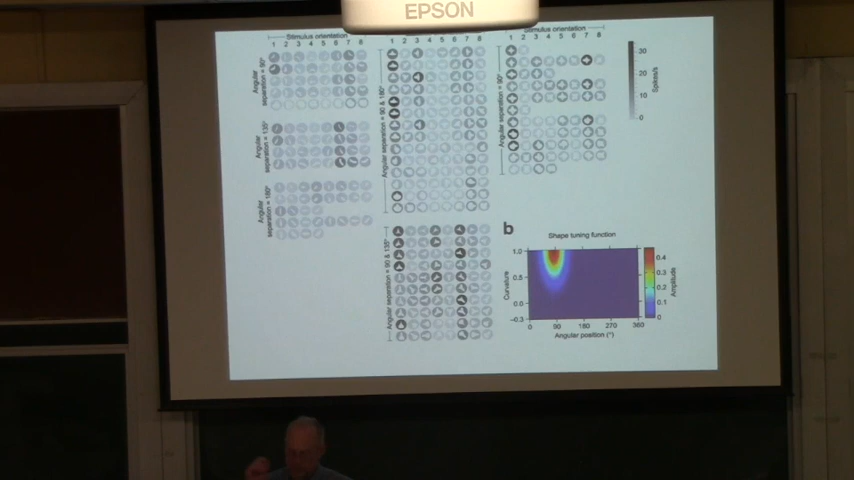 EPSON
Stimulus orientation
1 2 3 4 5 6 7 8
Angular
separation = 90°
Angular
separation = 135°
Angular
separation = 180°
1 2 3 4 5 6 7 8
Angular separation = 90 & 180°
Angular separation = 90 & 135°
Stimulus orientation
1 2 3 4 5 6 7 8
Angular separation = 90°
30
20
10
0
Spikes/s
b
Shape tuning function
1.0
0.5
0.0
-0.3
Curvature
0 90 180 270 360
Angular position (°)
0.4
0.3
0.2
0.1
0
Amplitude